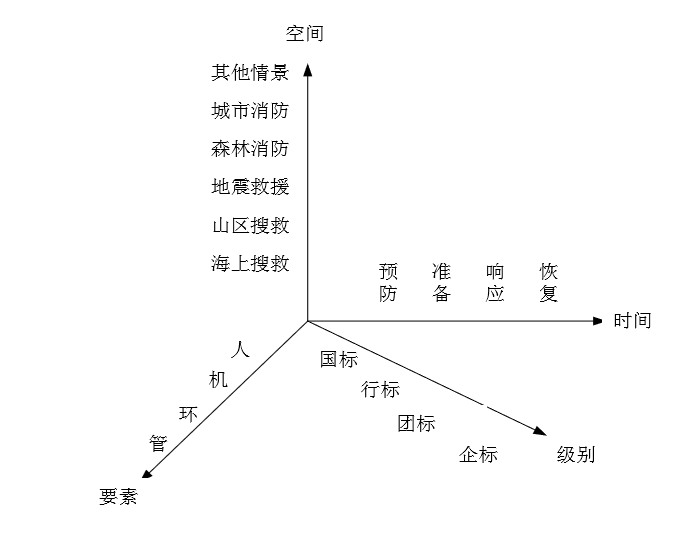 空间
其他情景
城市消防
森林消防
地震救援
山区搜救
海上搜救
预防
准备
响应
恢复
时间
人
机
环
管
要素
国标
行标
团标
企标
级别